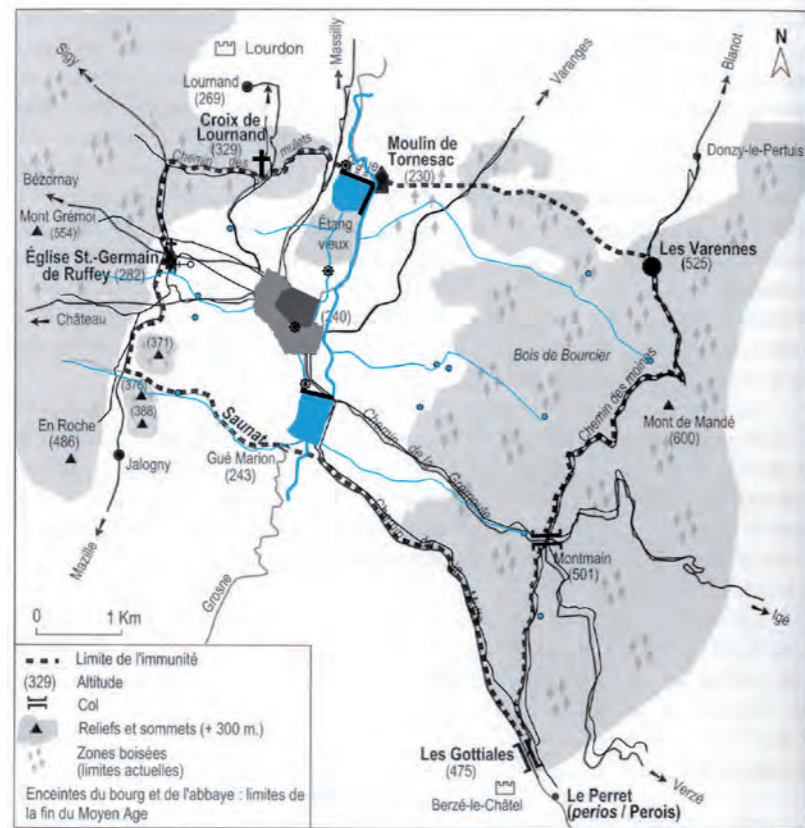 N
Sigy
Lourdon
Massilly
Varanges
Blanot
Lournand
(269)
Croix de
Lournand
(329)
Chemin des mulets
Moulin de
Tornesac
(230)
Donzy-le-Pertuis
Bézornay
Mont Grémoi
(554)
Étang
vieux
Église St.-Germain
de Ruffey (282)
Les Varennes
(525)
Château
(240)
(371)
Bois de Bourcier
Chemin des moines
(376)
(388)
Mont de Mandé
(600)
En Roche
(486)
Saunat
Chemin de la
Jalogny
Gué Marion
(243)
Chemin
Mazille
Grosne
Montmain
(501)
Igé
0 1 Km
Limite de l'immunité
(329) Altitude
Col
Reliefs et sommets (+ 300 m.)
Zones boisées
(limites actuelles)
Enceintes du bourg et de l'abbaye : limites de
la fin du Moyen Age
Les Gottiales
(475)
Berzé-le-Châtel
Verzé
Le Perret
(perios / Perois)